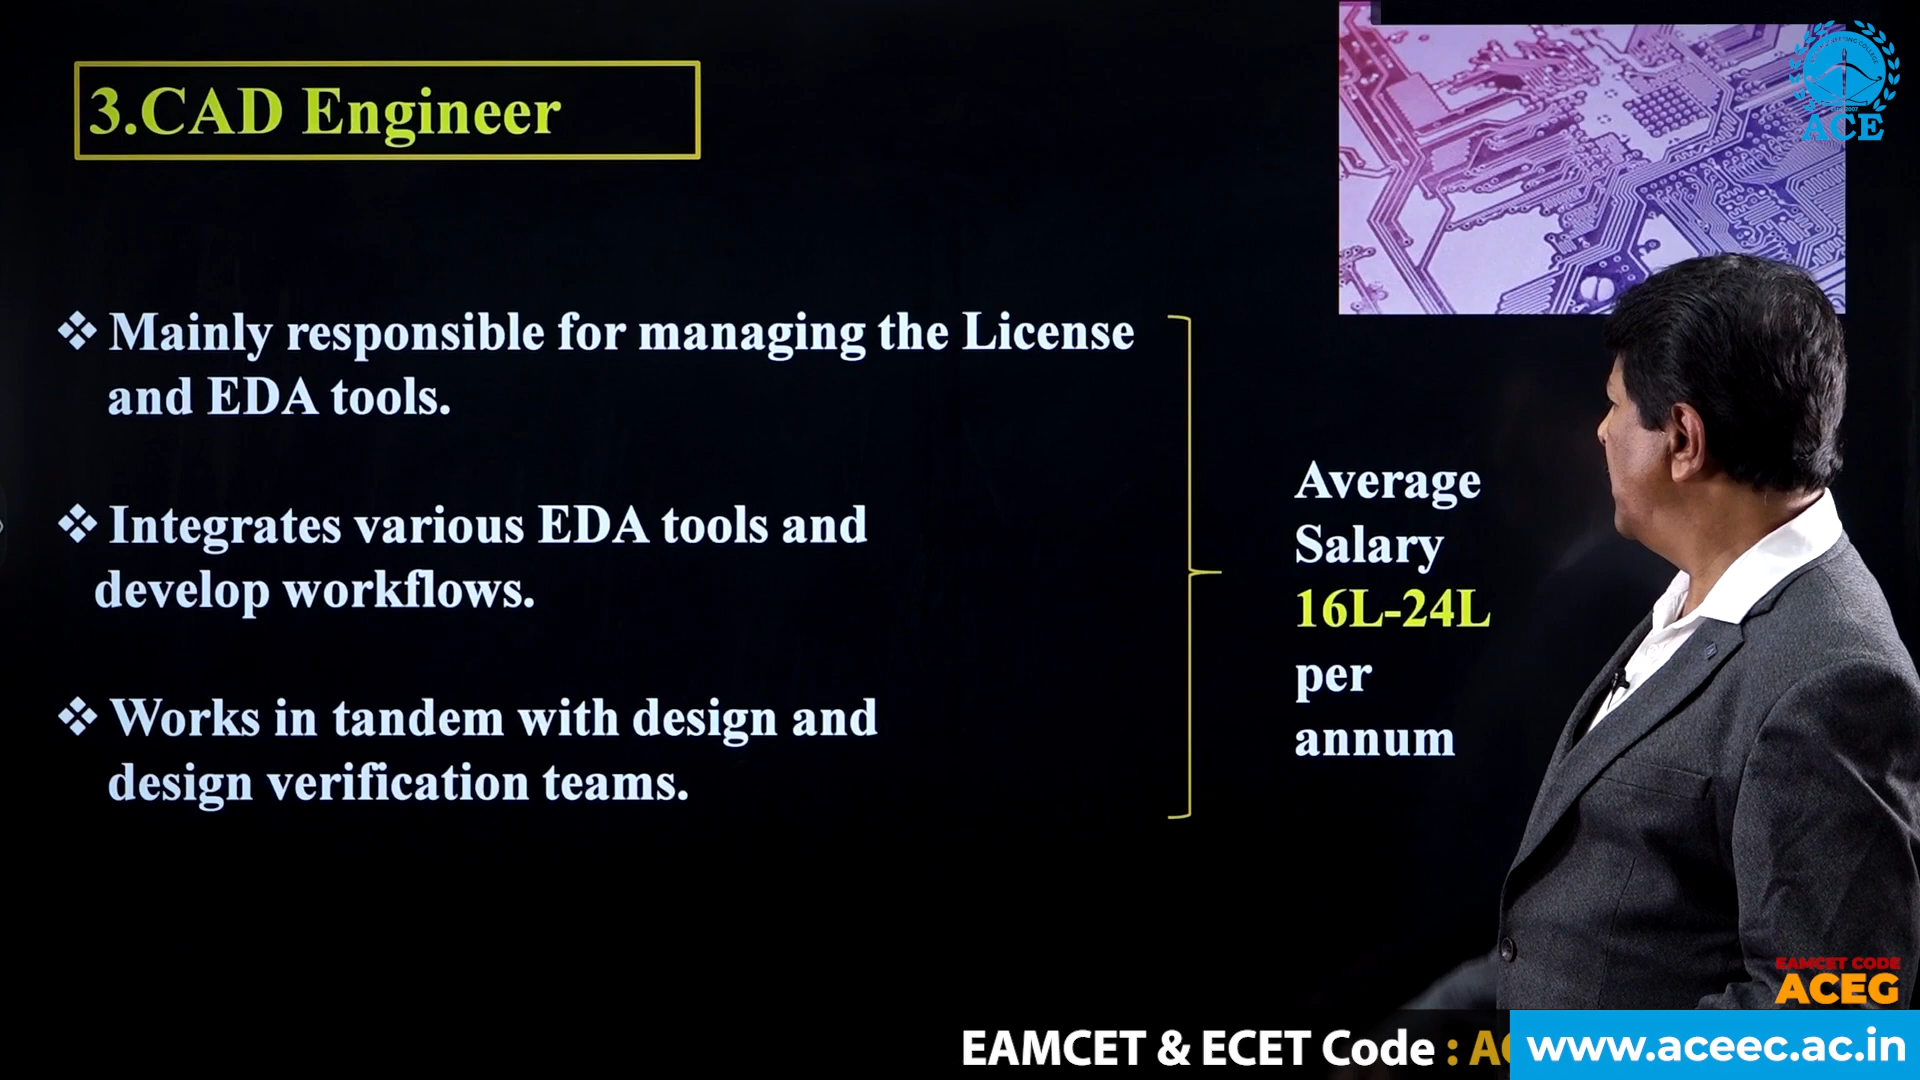 3.CAD Engineer
❖ Mainly responsible for managing the License
and EDA tools.
❖ Integrates various EDA tools and
develop workflows.
❖ Works in tandem with design and
design verification teams.
Average
Salary
16L-24L
per
annum
ACE
EAMCET CODE
ACEG
EAMCET & ECET Code :
www.aceec.ac.in